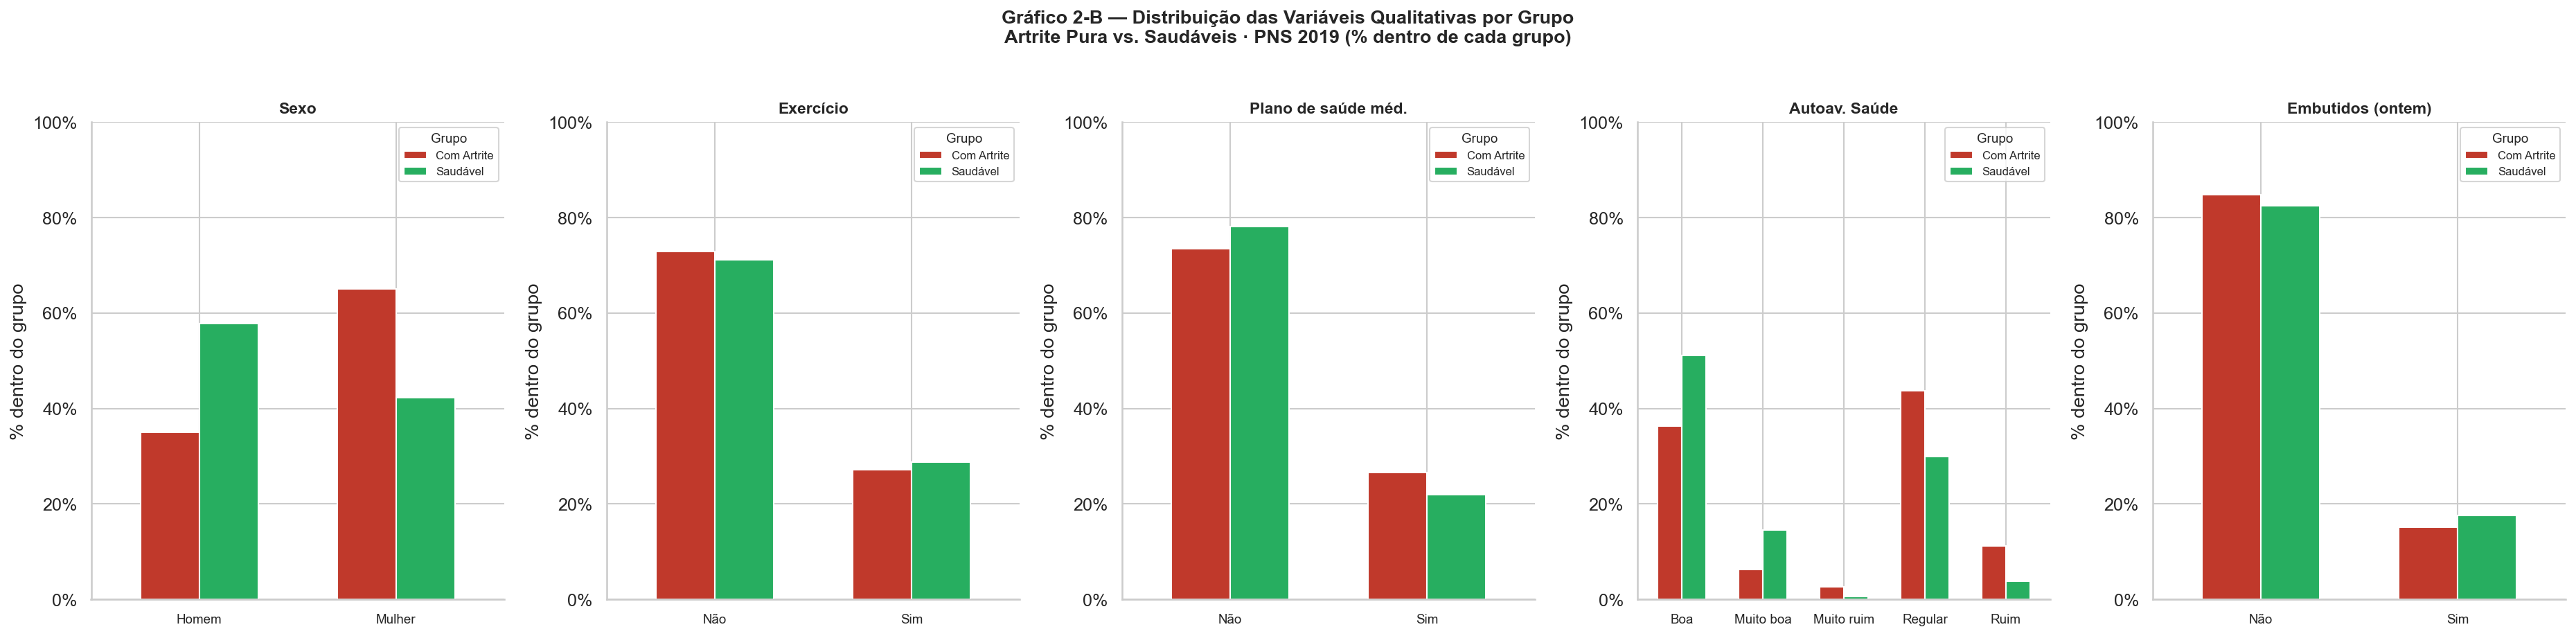 Gráfico 2-B — Distribuição das Variáveis Qualitativas por Grupo
Artrite Pura vs. Saudáveis · PNS 2019 (% dentro de cada grupo)
Sexo
% dentro do grupo
100%
80%
60%
40%
20%
0%
Homem
Mulher
Grupo
Com Artrite
Saudável
Exercício
% dentro do grupo
100%
80%
60%
40%
20%
0%
Não
Sim
Grupo
Com Artrite
Saudável
Plano de saúde méd.
% dentro do grupo
100%
80%
60%
40%
20%
0%
Não
Sim
Grupo
Com Artrite
Saudável
Autoav. Saúde
% dentro do grupo
100%
80%
60%
40%
20%
0%
Boa
Muito boa
Muito ruim
Regular
Ruim
Grupo
Com Artrite
Saudável
Embutidos (ontem)
% dentro do grupo
100%
80%
60%
40%
20%
0%
Não
Sim
Grupo
Com Artrite
Saudável